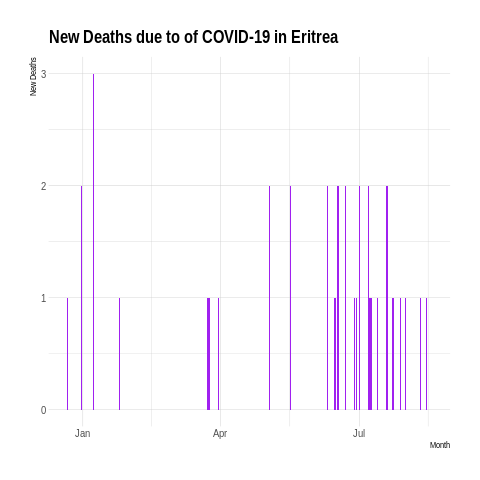 New Deaths due to of COVID-19 in Eritrea
New Deaths
3
2
1
0
Jan
Apr
Jul
Month